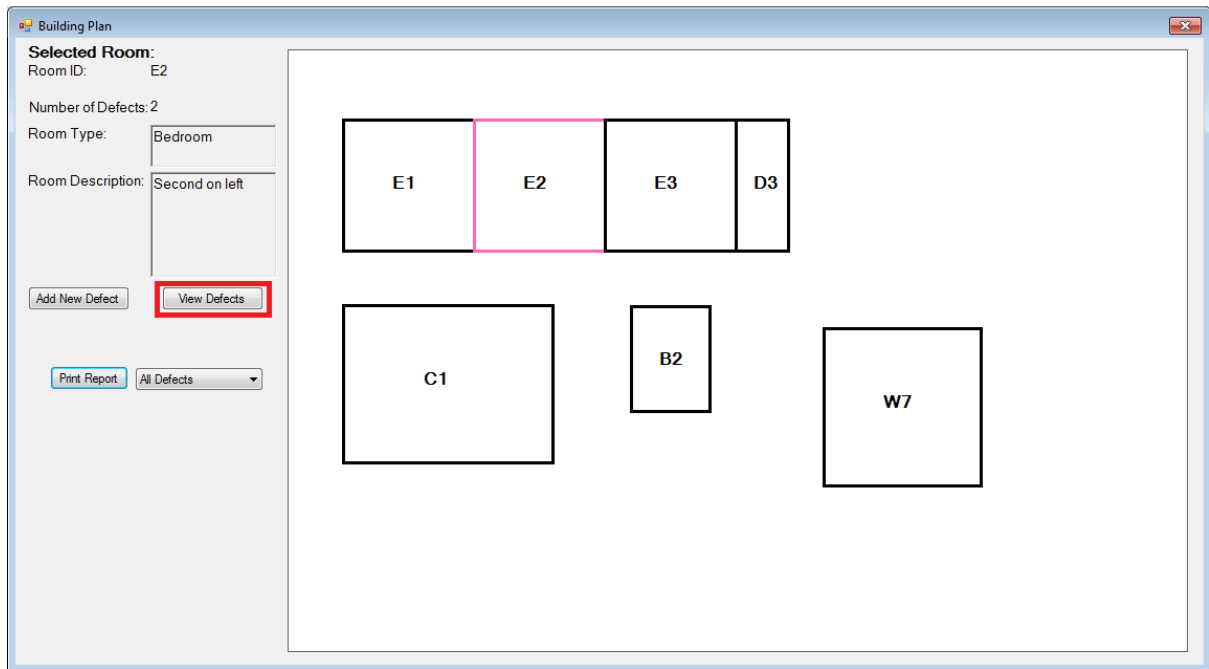 Building Plan
Selected Room:
Room ID: E2
Number of Defects: 2
Room Type: Bedroom
Room Description: Second on left
Add New Defect View Defects
Print Report All Defects
E1 E2 E3 D3
C1 B2 W7